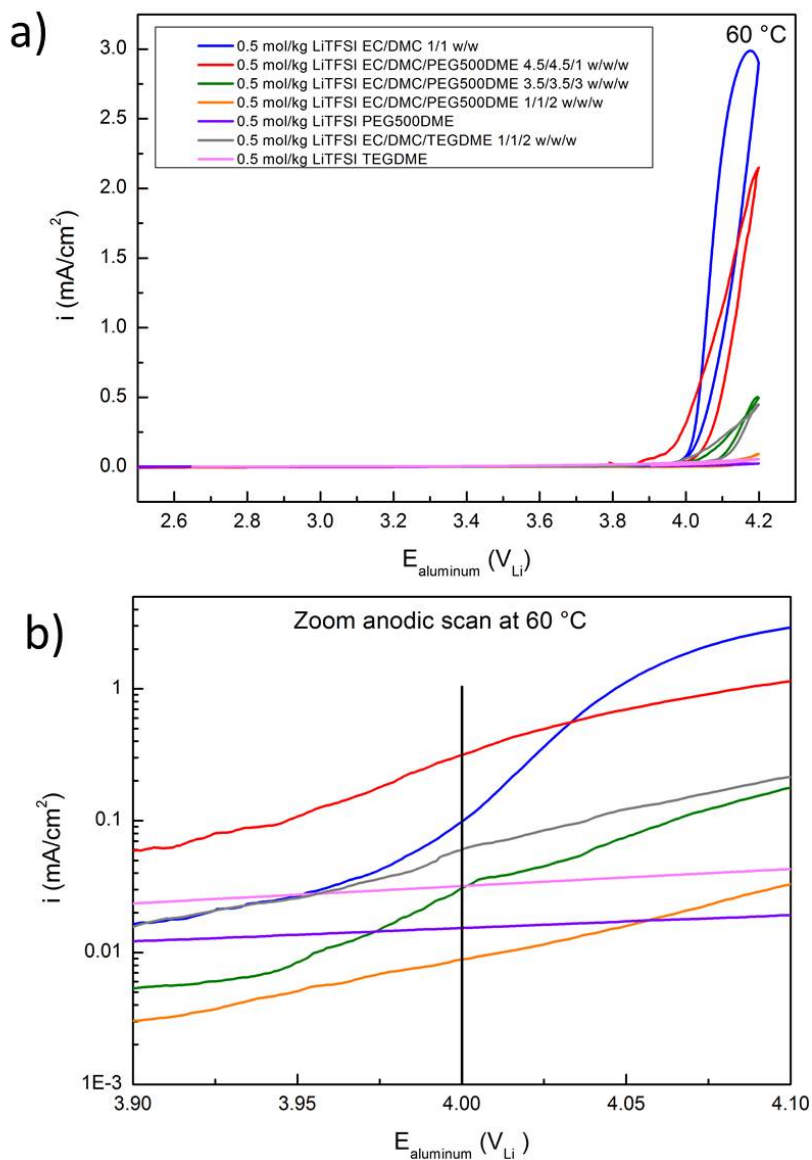 a)
60 °C
0.5 mol/kg LiTFSI EC/DMC 1/1 w/w
0.5 mol/kg LiTFSI EC/DMC/PEG500DME 4.5/4.5/1 w/w/w
0.5 mol/kg LiTFSI EC/DMC/PEG500DME 3.5/3.5/3 w/w/w
0.5 mol/kg LiTFSI EC/DMC/PEG500DME 1/1/2 w/w/w
0.5 mol/kg LiTFSI PEG500DME
0.5 mol/kg LiTFSI EC/DMC/TEGDME 1/1/2 w/w/w
0.5 mol/kg LiTFSI TEGDME
i (mA/cm²)
3.0
2.5
2.0
1.5
1.0
0.5
0.0
2.6 2.8 3.0 3.2 3.4 3.6 3.8 4.0 4.2
E_aluminum (V_Li)
b)
Zoom anodic scan at 60 °C
i (mA/cm²)
1
0.1
0.01
1E-3
3.90 3.95 4.00 4.05 4.10
E_aluminum (V_Li)